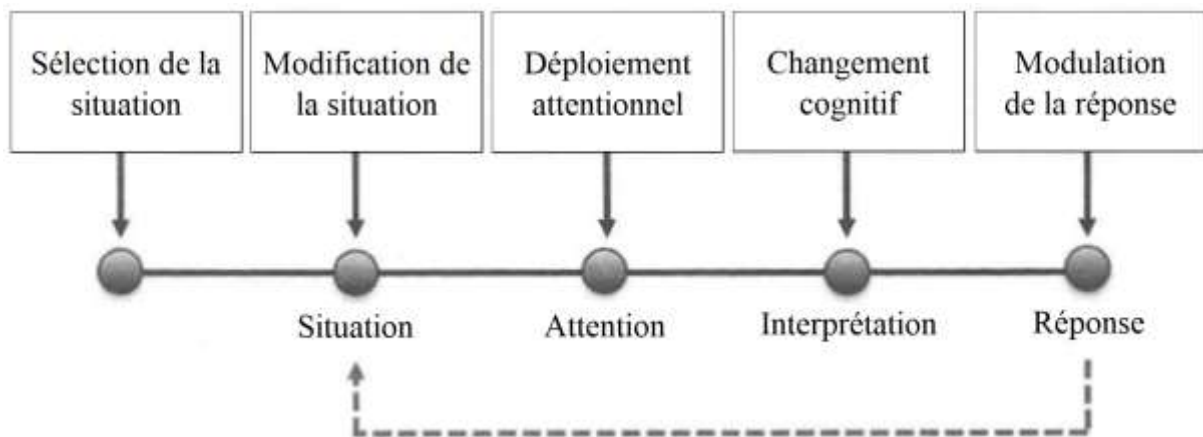 Sélection de la
situation
Modification de
la situation
Déploiement
attentionnel
Changement
cognitif
Modulation
de la réponse
Situation
Attention
Interprétation
Réponse